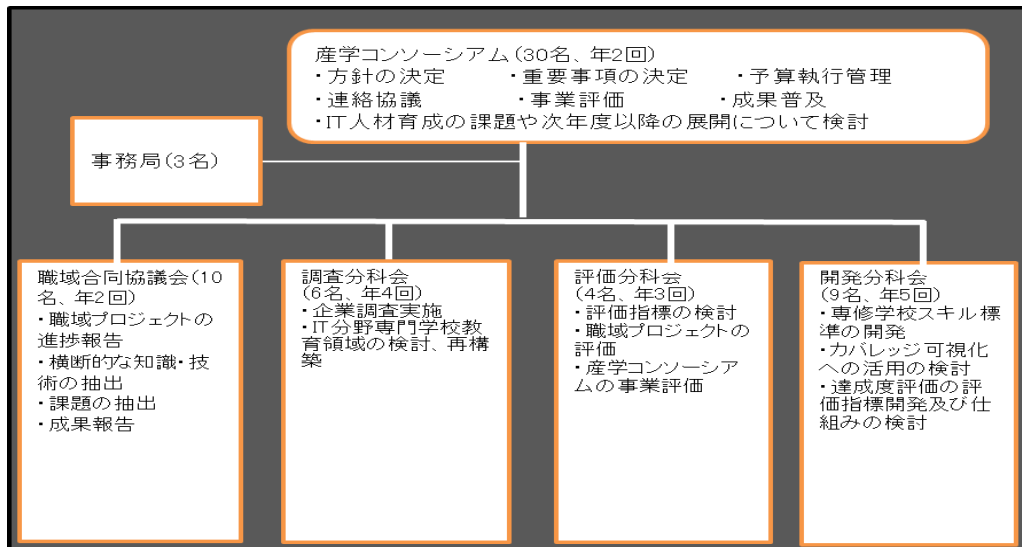 産学コンソーシアム(30名、年2回)
・方針の決定　・重要事項の決定　・予算執行管理
・連絡協議　・事業評価　・成果普及
・IT人材育成の課題や次年度以降の展開について検討
事務局(3名)
職域合同協議会(10
名、年2回)
・職域プロジェクトの
進捗報告
・横断的な知識・技
術の抽出
・課題の抽出
・成果報告
調査分科会
(6名、年4回)
・企業調査実施
・IT分野専門学校教
育領域の検討、再構
築
評価分科会
(4名、年3回)
・評価指標の検討
・職域プロジェクトの
評価
・産学コンソーシア
ムの事業評価
開発分科会
(9名、年5回)
・専修学校スキル標
準の開発
・カバレッジ可視化
への活用の検討
・達成度評価の評
価指標開発及び仕
組みの検討